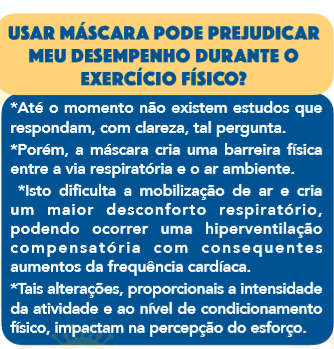 USAR MÁSCARA PODE PREJUDICAR
MEU DESEMPENHO DURANTE O
EXERCÍCIO FÍSICO?
*Até o momento não existem estudos que
respondam, com clareza, tal pergunta.
*Porém, a máscara cria uma barreira física
entre a via respiratória e o ar ambiente.
*Isto dificulta a mobilização de ar e cria
um maior desconforto respiratório,
podendo ocorrer uma hiperventilação
compensatória com consequentes
aumentos da frequência cardíaca.
*Tais alterações, proporcionais a intensidade
da atividade e ao nível de condicionamento
físico, impactam na percepção do esforço.